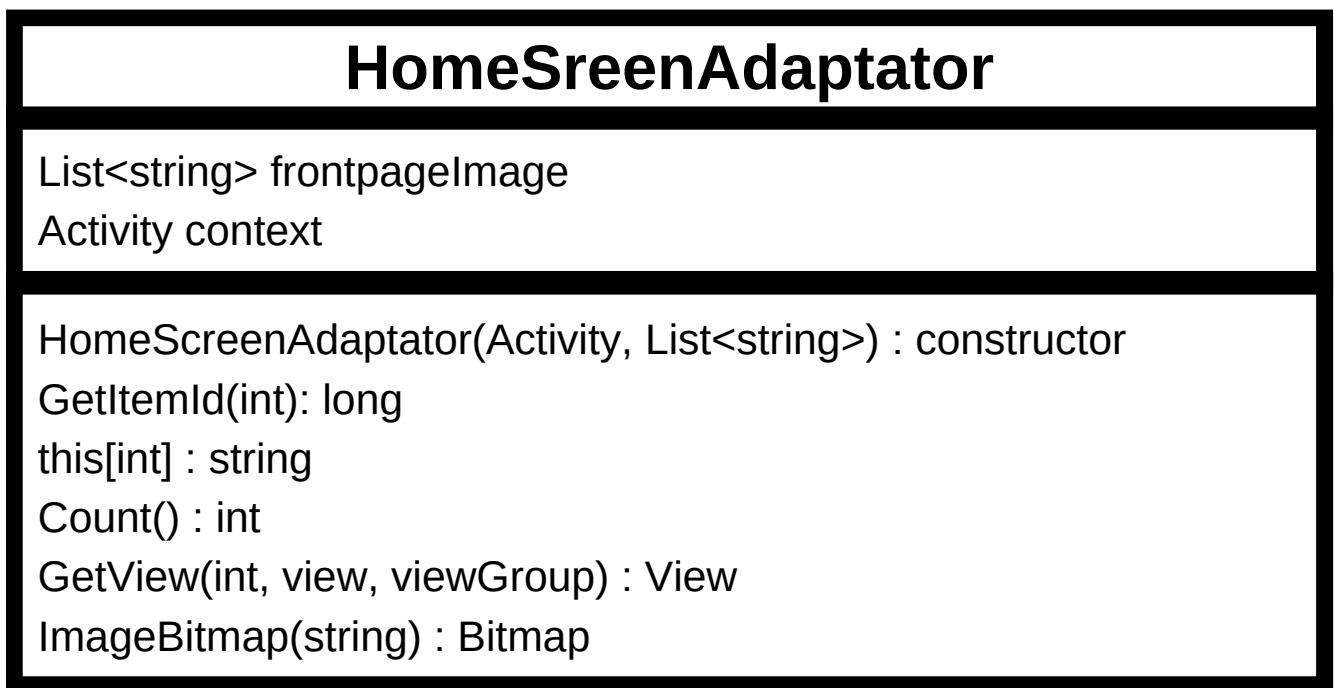 HomeSreenAdaptator
List<string> frontpageImage
Activity context
HomeScreenAdaptator(Activity, List<string>) : constructor
GetItemId(int): long
this[int] : string
Count() : int
GetView(int, view, viewGroup) : View
ImageBitmap(string) : Bitmap